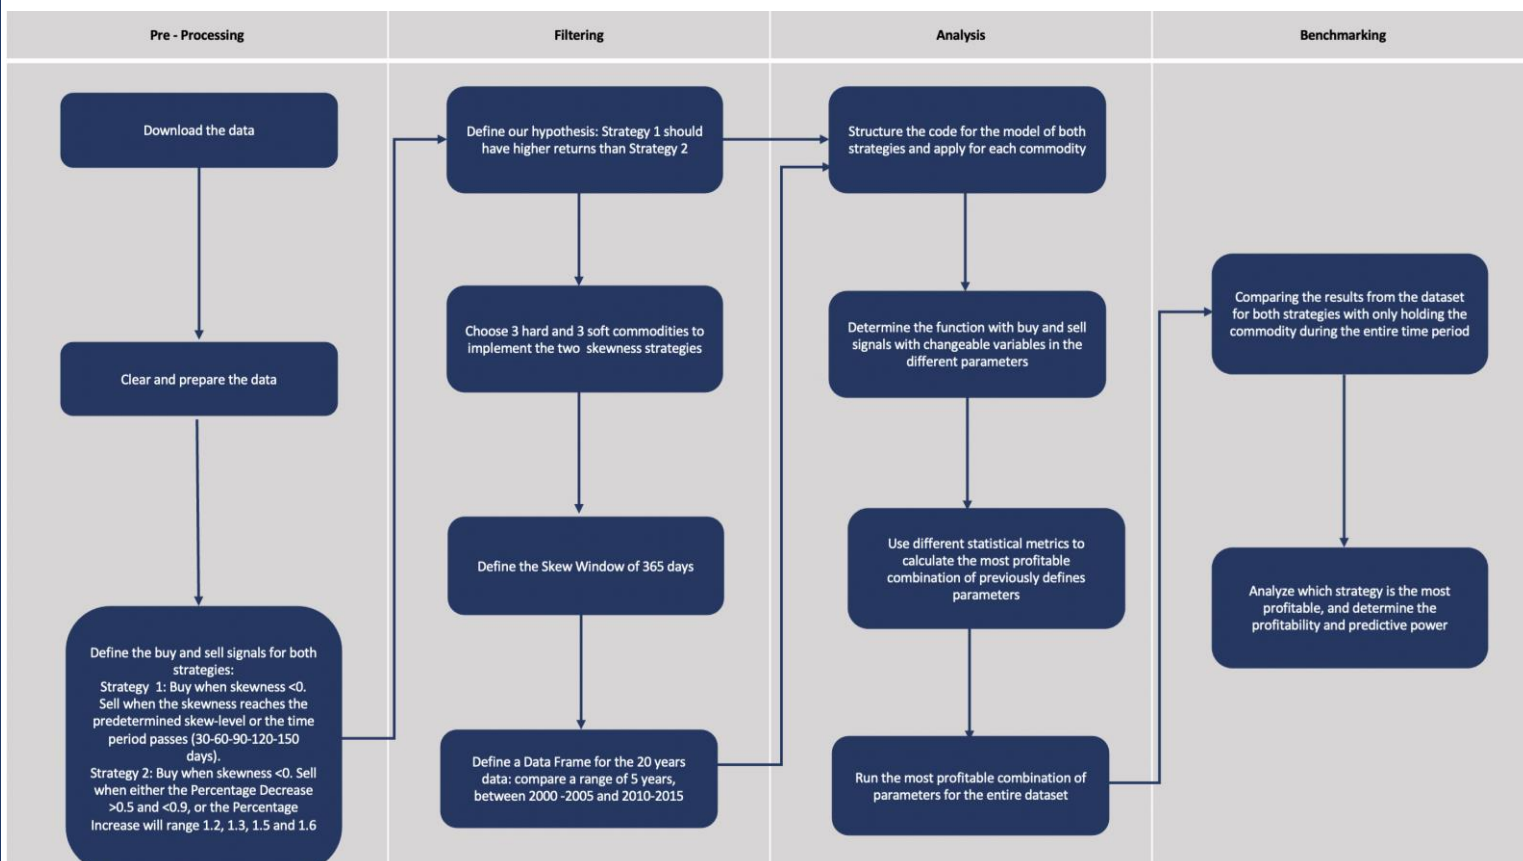 Pre - Processing
Filtering
Analysis
Benchmarking
Download the data
Clear and prepare the data
Define the buy and sell signals for both
strategies:
Strategy 1: Buy when skewness <0.
Sell when the skewness reaches the
predetermined skew-level or the time
period passes (30-60-90-120-150
days).
Strategy 2: Buy when skewness <0. Sell
when either the Percentage Decrease
>0.5 and <0.9, or the Percentage
Increase will range 1.2, 1.3, 1.5 and 1.6
Define our hypothesis: Strategy 1 should
have higher returns than Strategy 2
Choose 3 hard and 3 soft commodities to
implement the two skewness strategies
Define the Skew Window of 365 days
Define a Data Frame for the 20 years
data: compare a range of 5 years,
between 2000 -2005 and 2010-2015
Structure the code for the model of both
strategies and apply for each commodity
Determine the function with buy and sell
signals with changeable variables in the
different parameters
Use different statistical metrics to
calculate the most profitable
combination of previously defines
parameters
Run the most profitable combination of
parameters for the entire dataset
Comparing the results from the dataset
for both strategies with only holding the
commodity during the entire time period
Analyze which strategy is the most
profitable, and determine the
profitability and predictive power